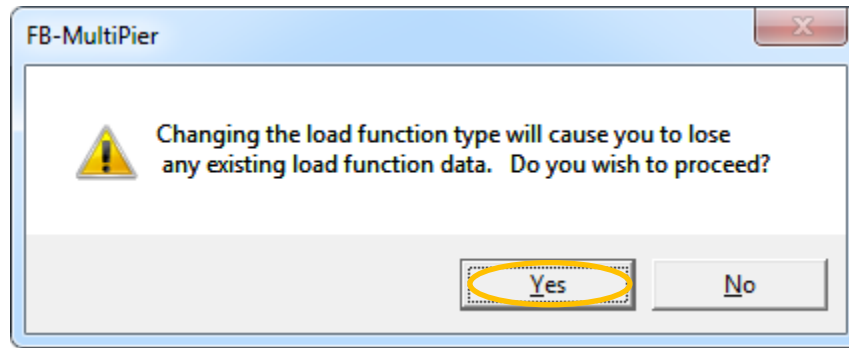 FB-MultiPier
Changing the load function type will cause you to lose
any existing load function data.   Do you wish to proceed?
Yes
No